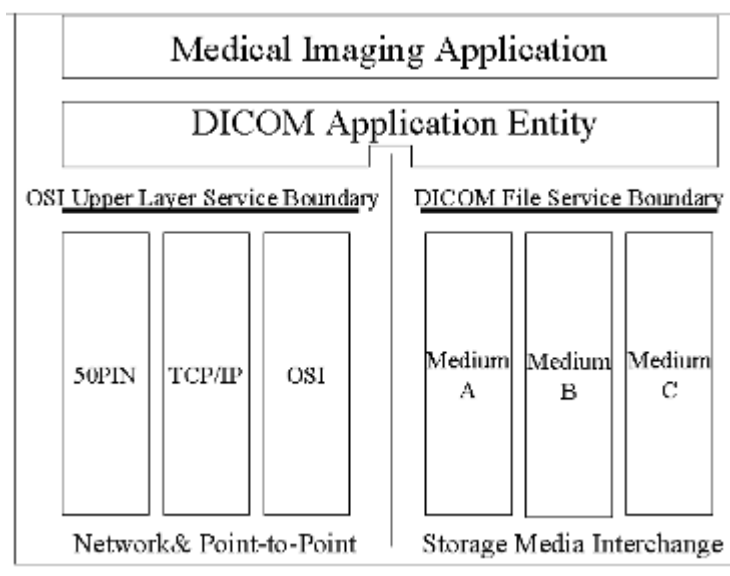 Medical Imaging Application
DICOM Application Entity
OSI Upper Layer Service Boundary
DICOM File Service Boundary
50PIN
TCP/IP
OSI
Medium
A
Medium
B
Medium
C
Network& Point-to-Point
Storage Media Interchange